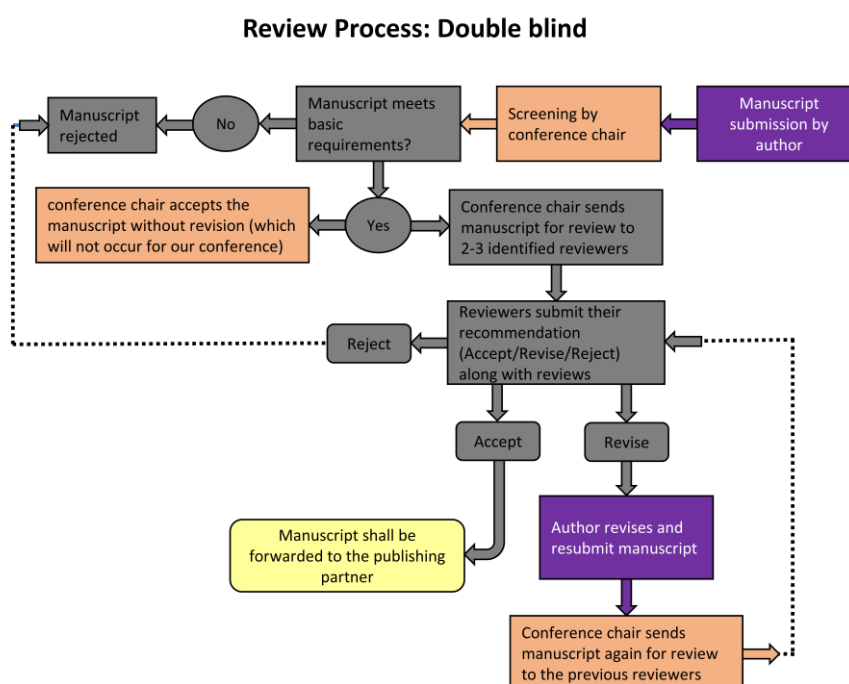 Review Process: Double blind
Manuscript
rejected
No
Manuscript meets
basic
requirements?
Screening by
conference chair
Manuscript
submission by
author
conference chair accepts the
manuscript without revision (which
will not occur for our conference)
Yes
Conference chair sends
manuscript for review to
2-3 identified reviewers
Reject
Reviewers submit their
recommendation
(Accept/Revise/Reject)
along with reviews
Accept
Revise
Manuscript shall be
forwarded to the publishing
partner
Author revises and
resubmit manuscript
Conference chair sends
manuscript again for review
to the previous reviewers